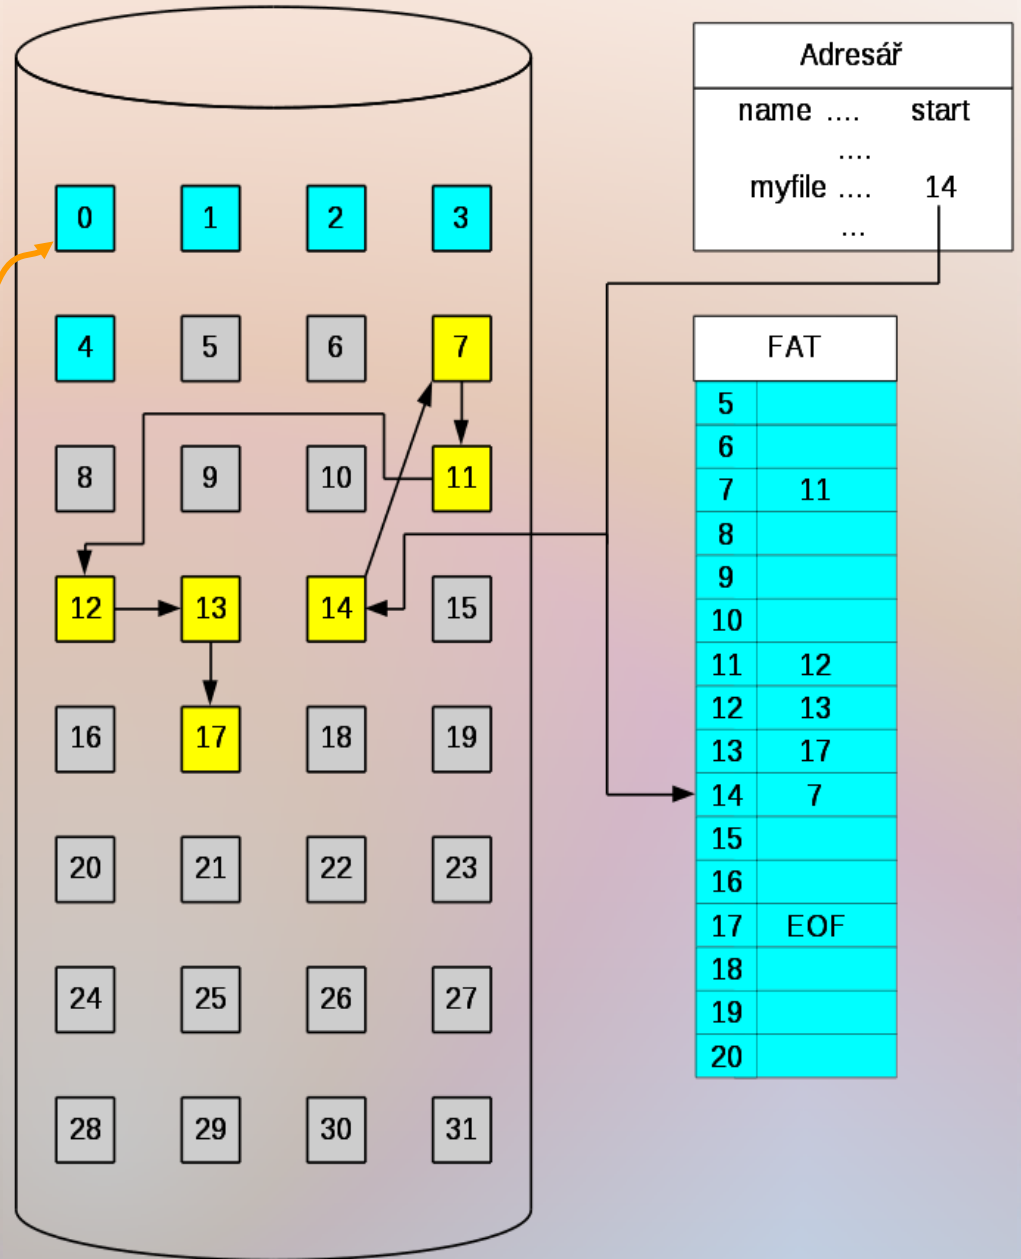 0 1 2 3
4 5 6 7
8 9 10 11
12 13 14 15
16 17 18 19
20 21 22 23
24 25 26 27
28 29 30 31
Adresář
name .... start
....
myfile .... 14
...
FAT
5
6
7 11
8
9
10
11 12
12 13
13 17
14 7
15
16
17 EOF
18
19
20